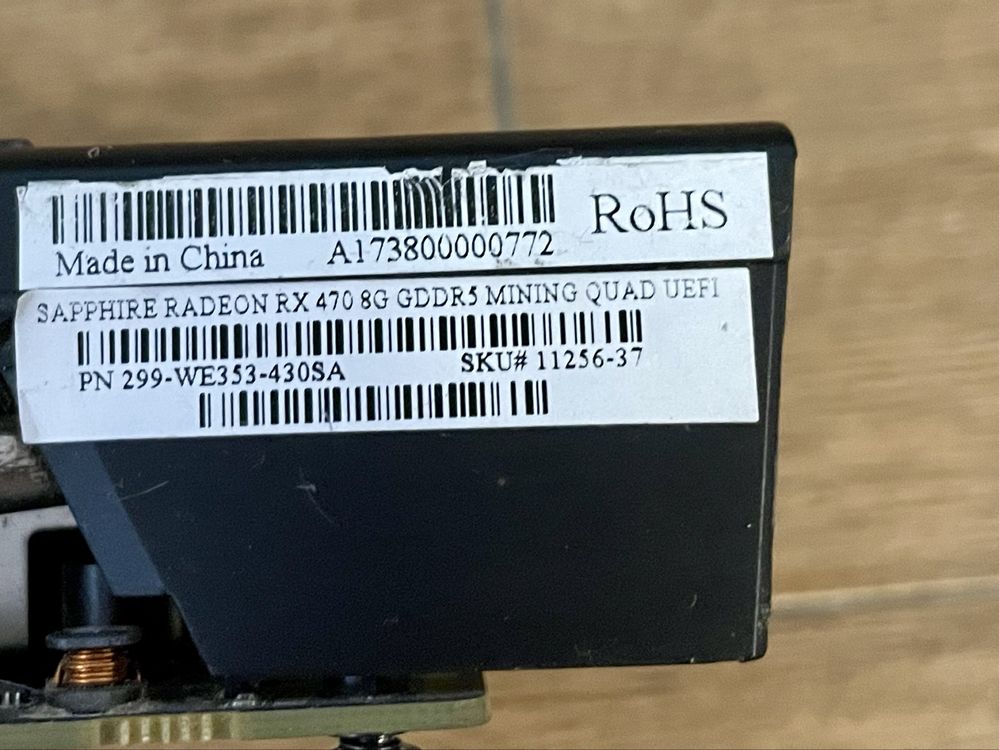 RoHS
Made in China A173800000772
SAPPHIRE RADEON RX 470 8G GDDR5 MINING QUAD UEFI
PN 299-WE353-430SA SKU# 11256-37